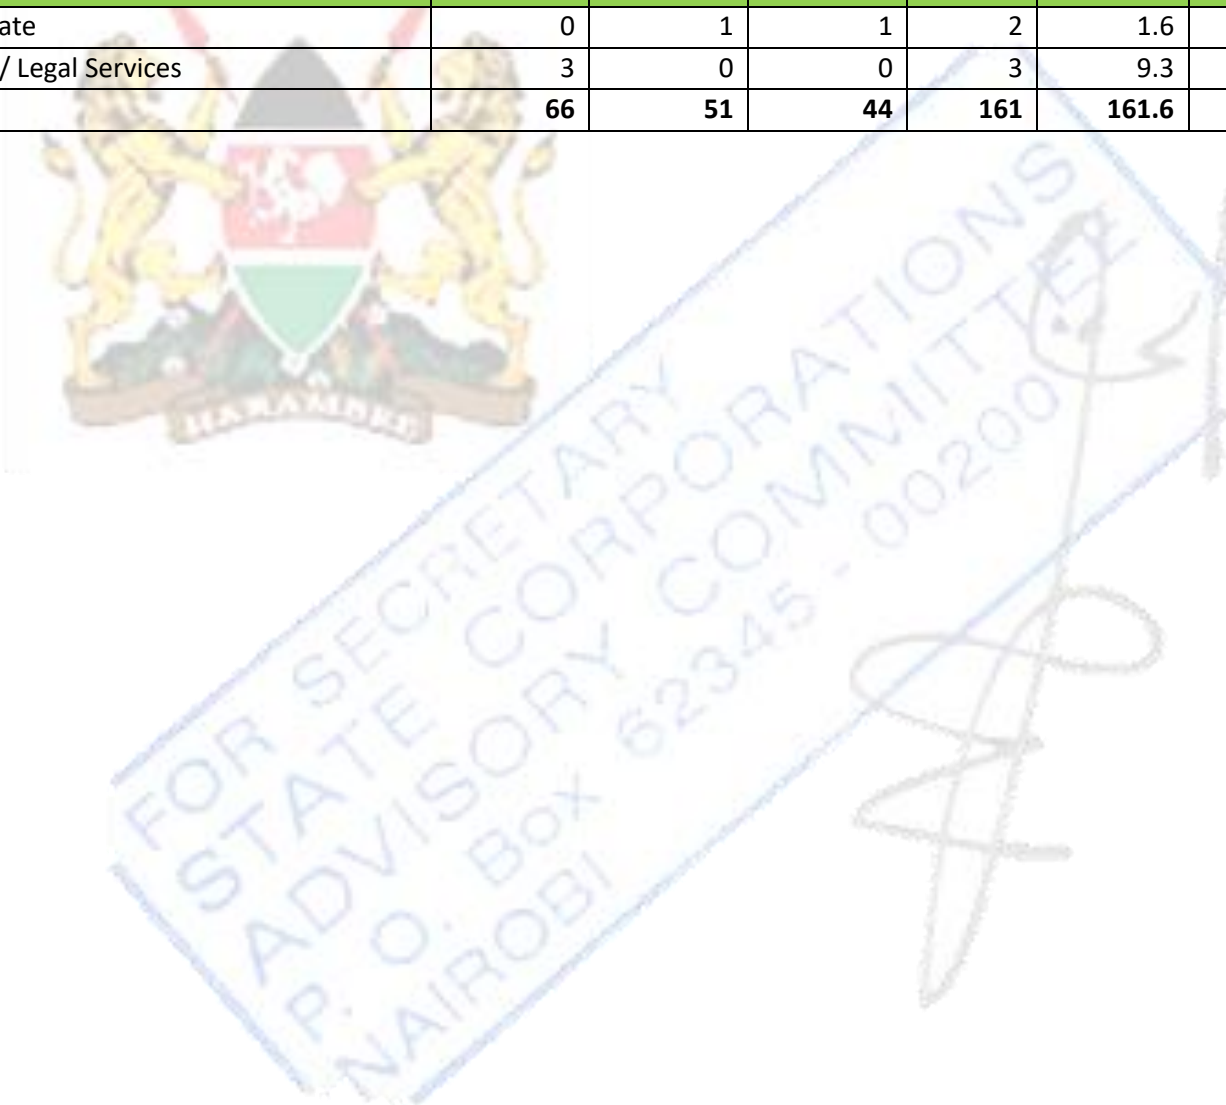 ate 0 1 1 2 1.6
/ Legal Services 3 0 0 3 9.3
66 51 44 161 161.6
HARAMBEE
FOR SECRETARY
STATE CORPORATIONS
ADVISORY COMMITTEE
P. O. Box 62345 - 00200
NAIROBI